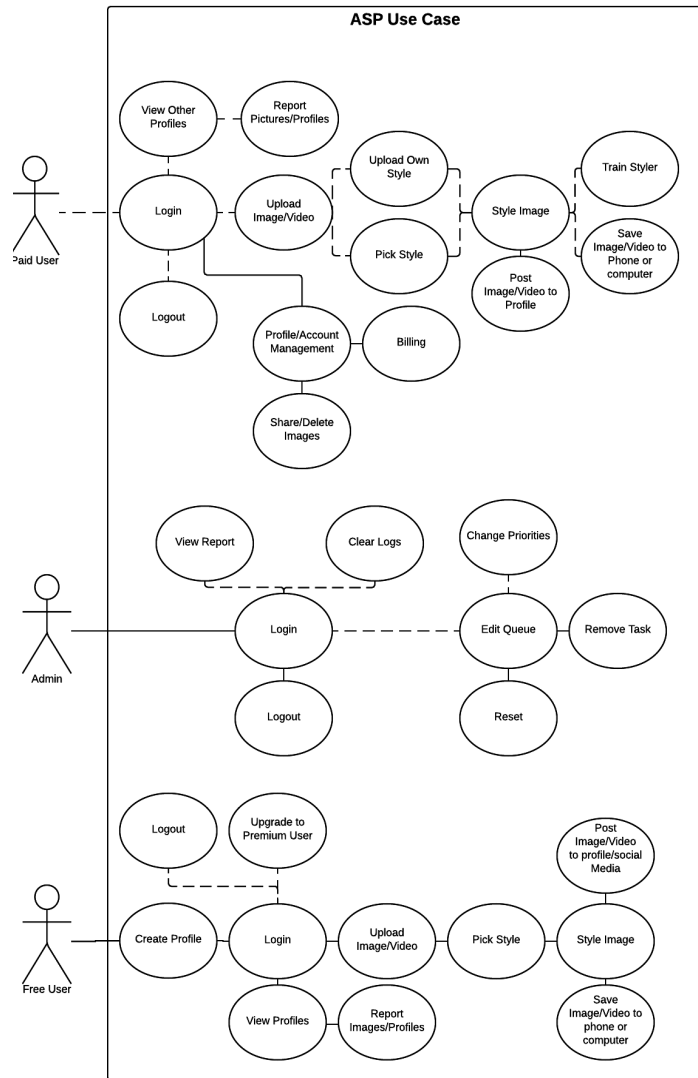 ASP Use Case
View Other
Profiles
Report
Pictures/Profiles
Upload Own
Style
Train Styler
Login
Upload
Image/Video
Style Image
Paid User
Pick Style
Save
Image/Video to
Phone or
computer
Post
Image/Video to
Profile
Logout
Profile/Account
Management
Billing
Share/Delete
Images
View Report
Clear Logs
Change Priorities
Login
Edit Queue
Remove Task
Admin
Logout
Reset
Logout
Upgrade to
Premium User
Post
Image/Video
to profile/social
Media
Create Profile
Login
Upload
Image/Video
Pick Style
Style Image
Free User
View Profiles
Report
Images/Profiles
Save
Image/Video to
phone or
computer